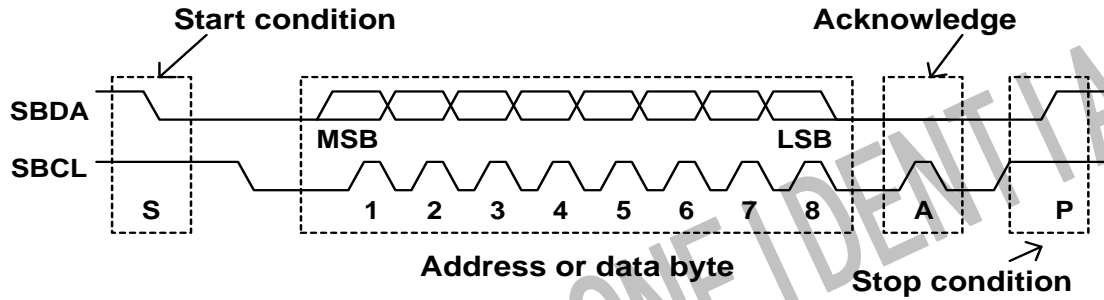 Start condition
Acknowledge
SBDA
MSB
LSB
SBCL
S
1 2 3 4 5 6 7 8
A
P
Address or data byte
Stop condition